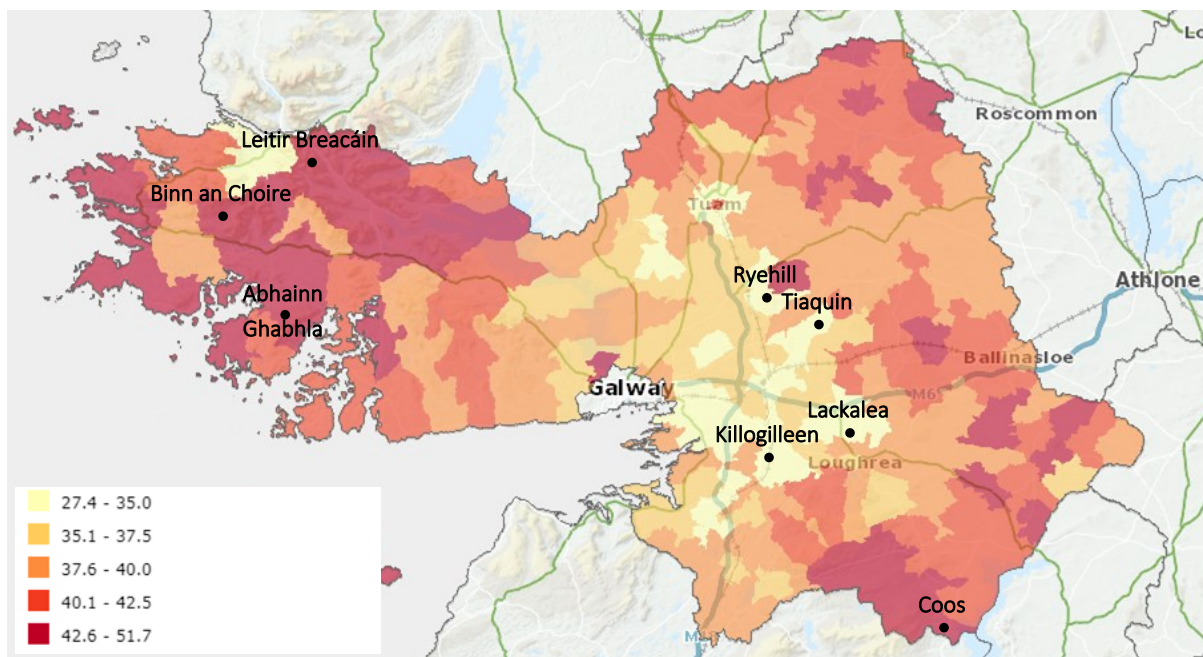 Lo
Roscommon
Leitir Breacáin
Binn an Choire
Tuam
Ryehill
Athlone
Tiaquin
Abhainn
Ghabhla
Ballinasloe
Galway
M6
Lackalea
Killogilleen
Loughrea
27.4 - 35.0
35.1 - 37.5
37.6 - 40.0
40.1 - 42.5
42.6 - 51.7
Coos